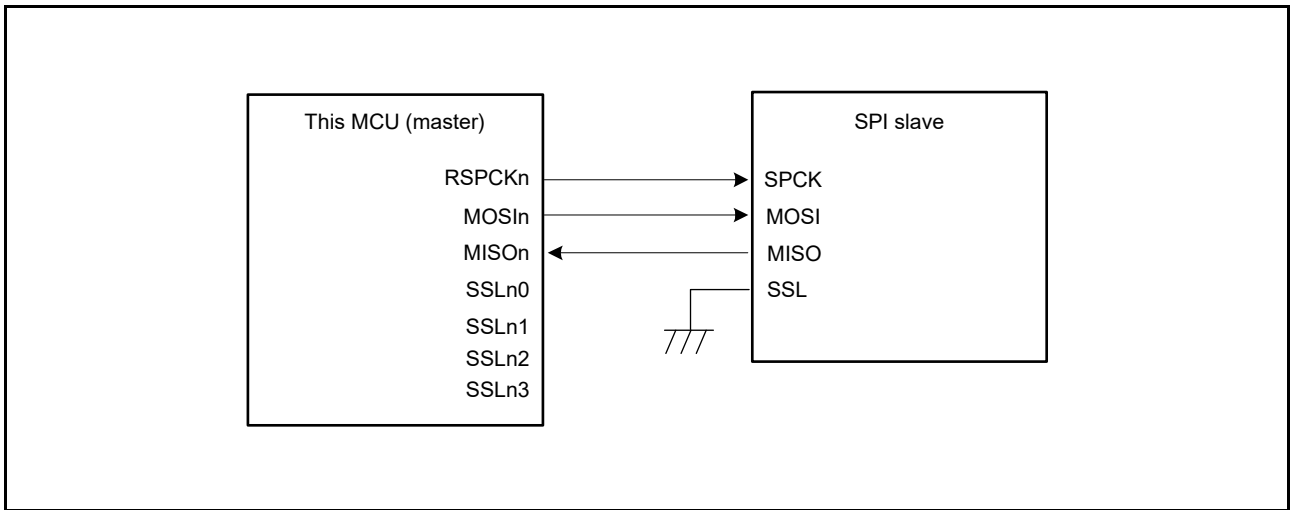 This MCU (master)
RSPCKn
MOSIn
MISOn
SSLn0
SSLn1
SSLn2
SSLn3
SPI slave
SPCK
MOSI
MISO
SSL